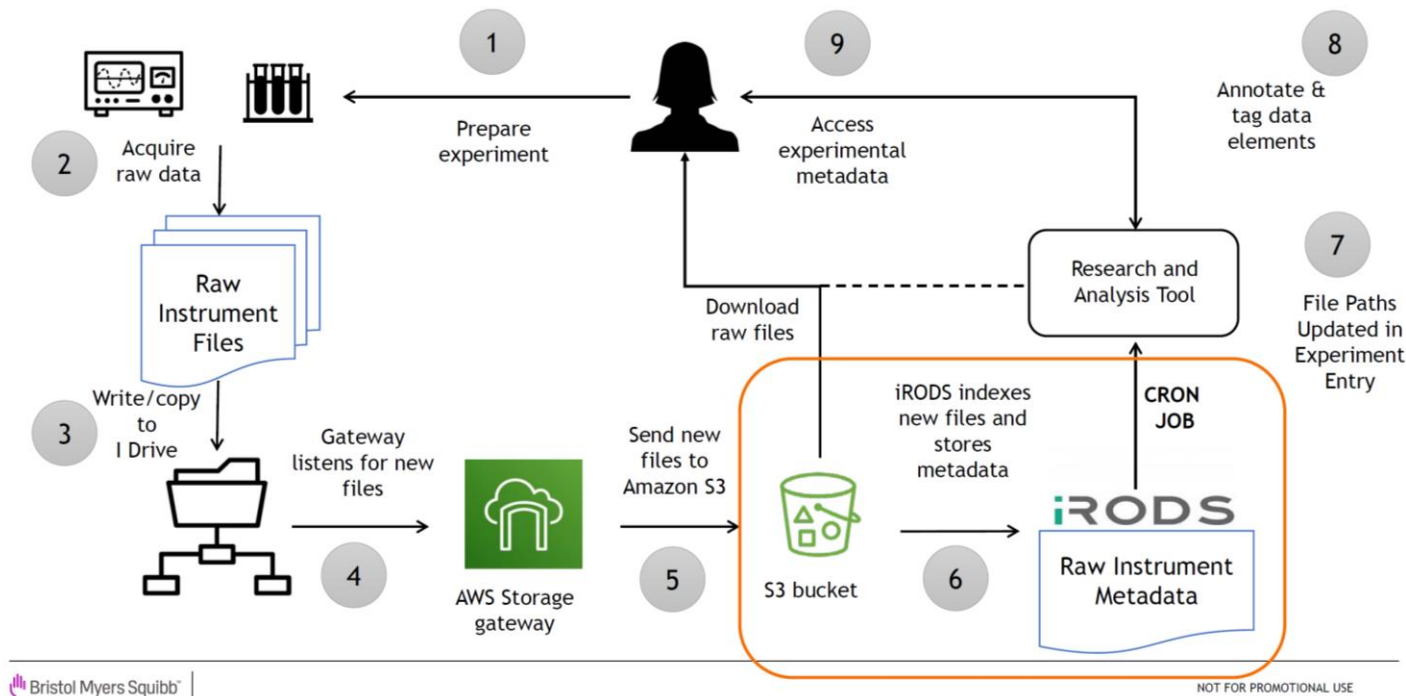 1
Prepare
experiment
2
Acquire
raw data
Raw
Instrument
Files
3
Write/copy
to
I Drive
Gateway
listens for new
files
4
AWS Storage
gateway
Send new
files to
Amazon S3
5
S3 bucket
iRODS indexes
new files and
stores
metadata
6
iRODS
Raw Instrument
Metadata
CRON
JOB
Research and
Analysis Tool
7
File Paths
Updated in
Experiment
Entry
8
Annotate &
tag data
elements
9
Access
experimental
metadata
Download
raw files
Bristol Myers Squibb™
NOT FOR PROMOTIONAL USE